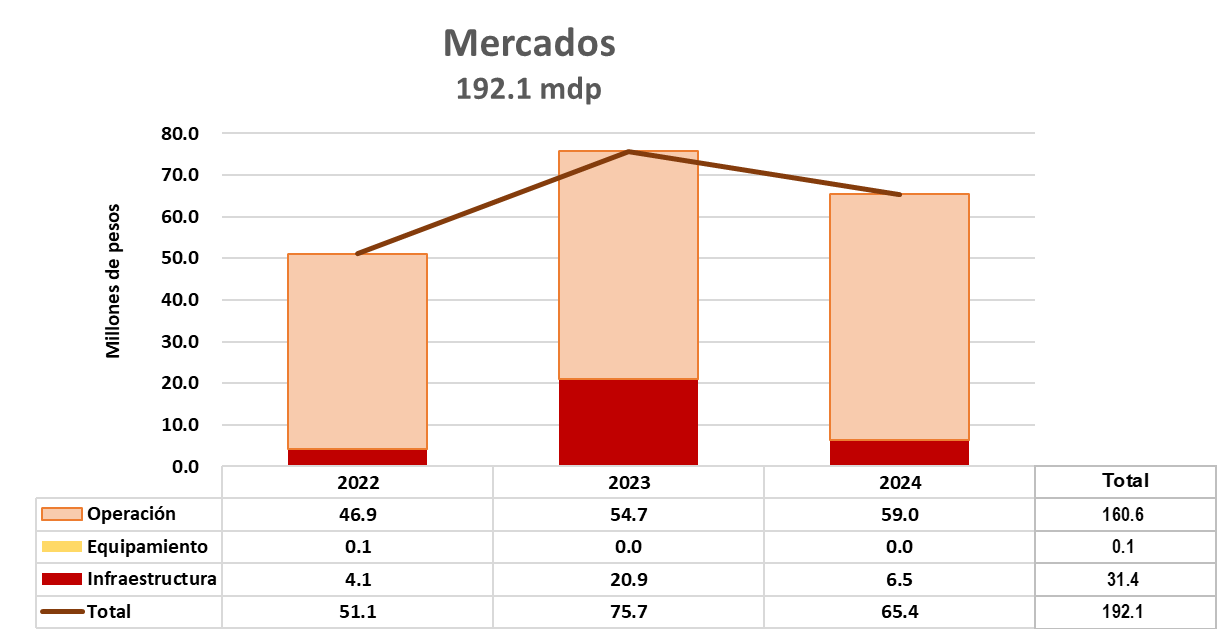 Mercados
192.1 mdp
Millones de pesos
80.0
70.0
60.0
50.0
40.0
30.0
20.0
10.0
0.0
2022 2023 2024 Total
Operación 46.9 54.7 59.0 160.6
Equipamiento 0.1 0.0 0.0 0.1
Infraestructura 4.1 20.9 6.5 31.4
Total 51.1 75.7 65.4 192.1